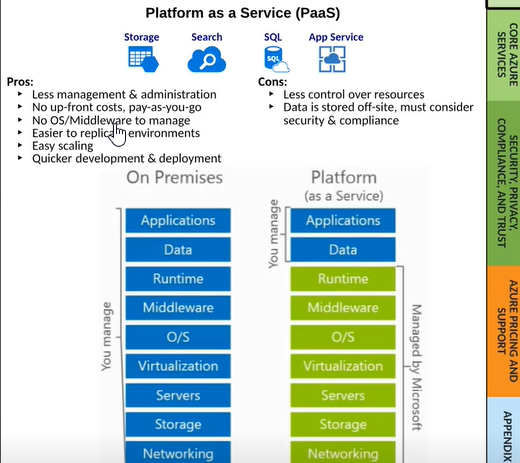 Platform as a Service (PaaS)
Storage
Search
SQL
App Service
SQL
Pros:
Less management & administration
No up-front costs, pay-as-you-go
No OS/Middleware to manage
Easier to replicate environments
Easy scaling
Quicker development & deployment
Cons:
Less control over resources
Data is stored off-site, must consider
security & compliance
On Premises
You manage
Applications
Data
Runtime
Middleware
O/S
Virtualization
Servers
Storage
Networking
Platform
(as a Service)
You manage
Applications
Data
Runtime
Middleware
O/S
Virtualization
Servers
Storage
Networking
Managed by Microsoft
CORE AZURE
SERVICES
SECURITY, PRIVACY,
COMPLIANCE, AND TRUST
AZURE PRICING AND
SUPPORT
APPENDIX